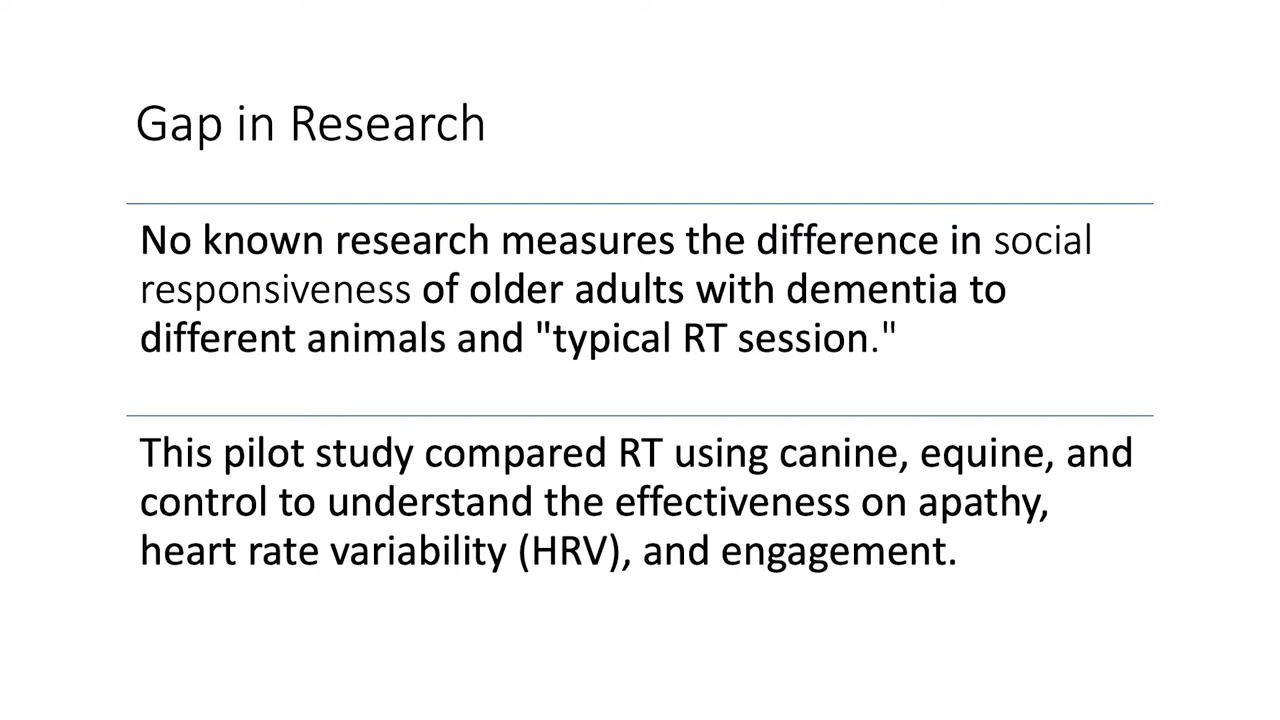 Gap in Research
No known research measures the difference in social
responsiveness of older adults with dementia to
different animals and "typical RT session."
This pilot study compared RT using canine, equine, and
control to understand the effectiveness on apathy,
heart rate variability (HRV), and engagement.